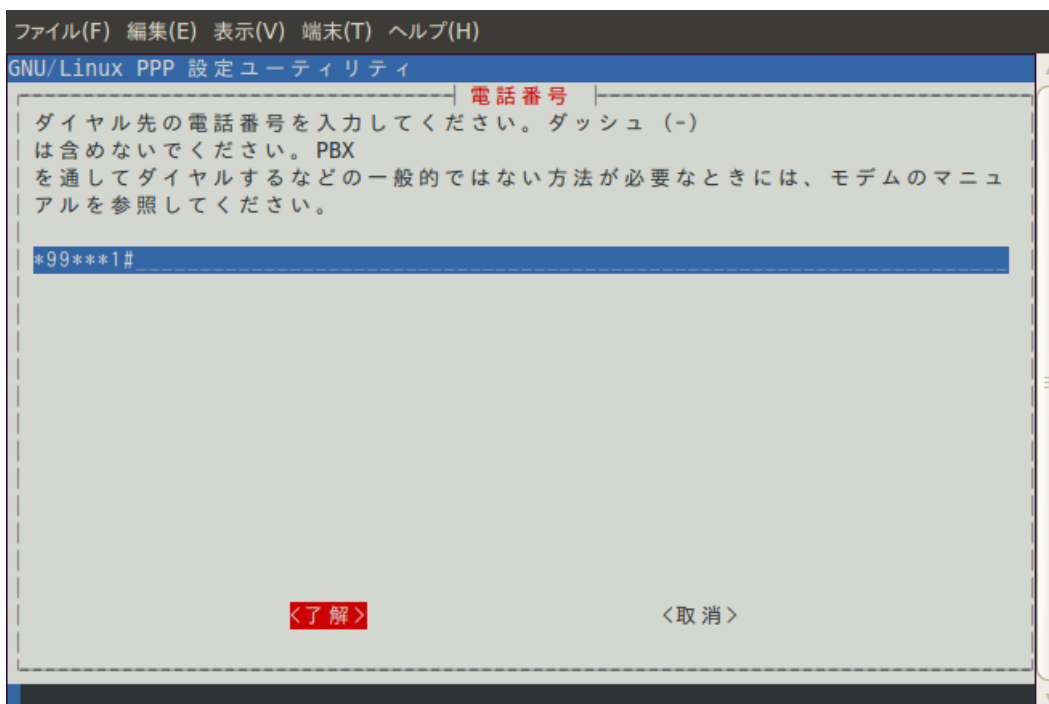 ファイル(F) 編集(E) 表示(V) 端末(T) ヘルプ(H)
GNU/Linux PPP 設定ユーティリティ
電話番号
ダイヤル先の電話番号を入力してください。ダッシュ (-)
は含めないでください。PBX
を通してダイヤルするなどの一般的ではない方法が必要なときには、モデムのマニュ
アルを参照してください。
*99***1#
<了解> <取消>